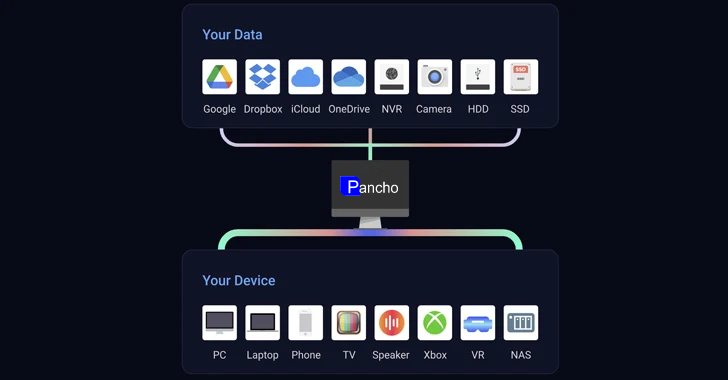 Your Data
SSD
Google Dropbox iCloud OneDrive NVR Camera HDD SSD
Pancho
Your Device
PC Laptop Phone TV Speaker Xbox VR NAS